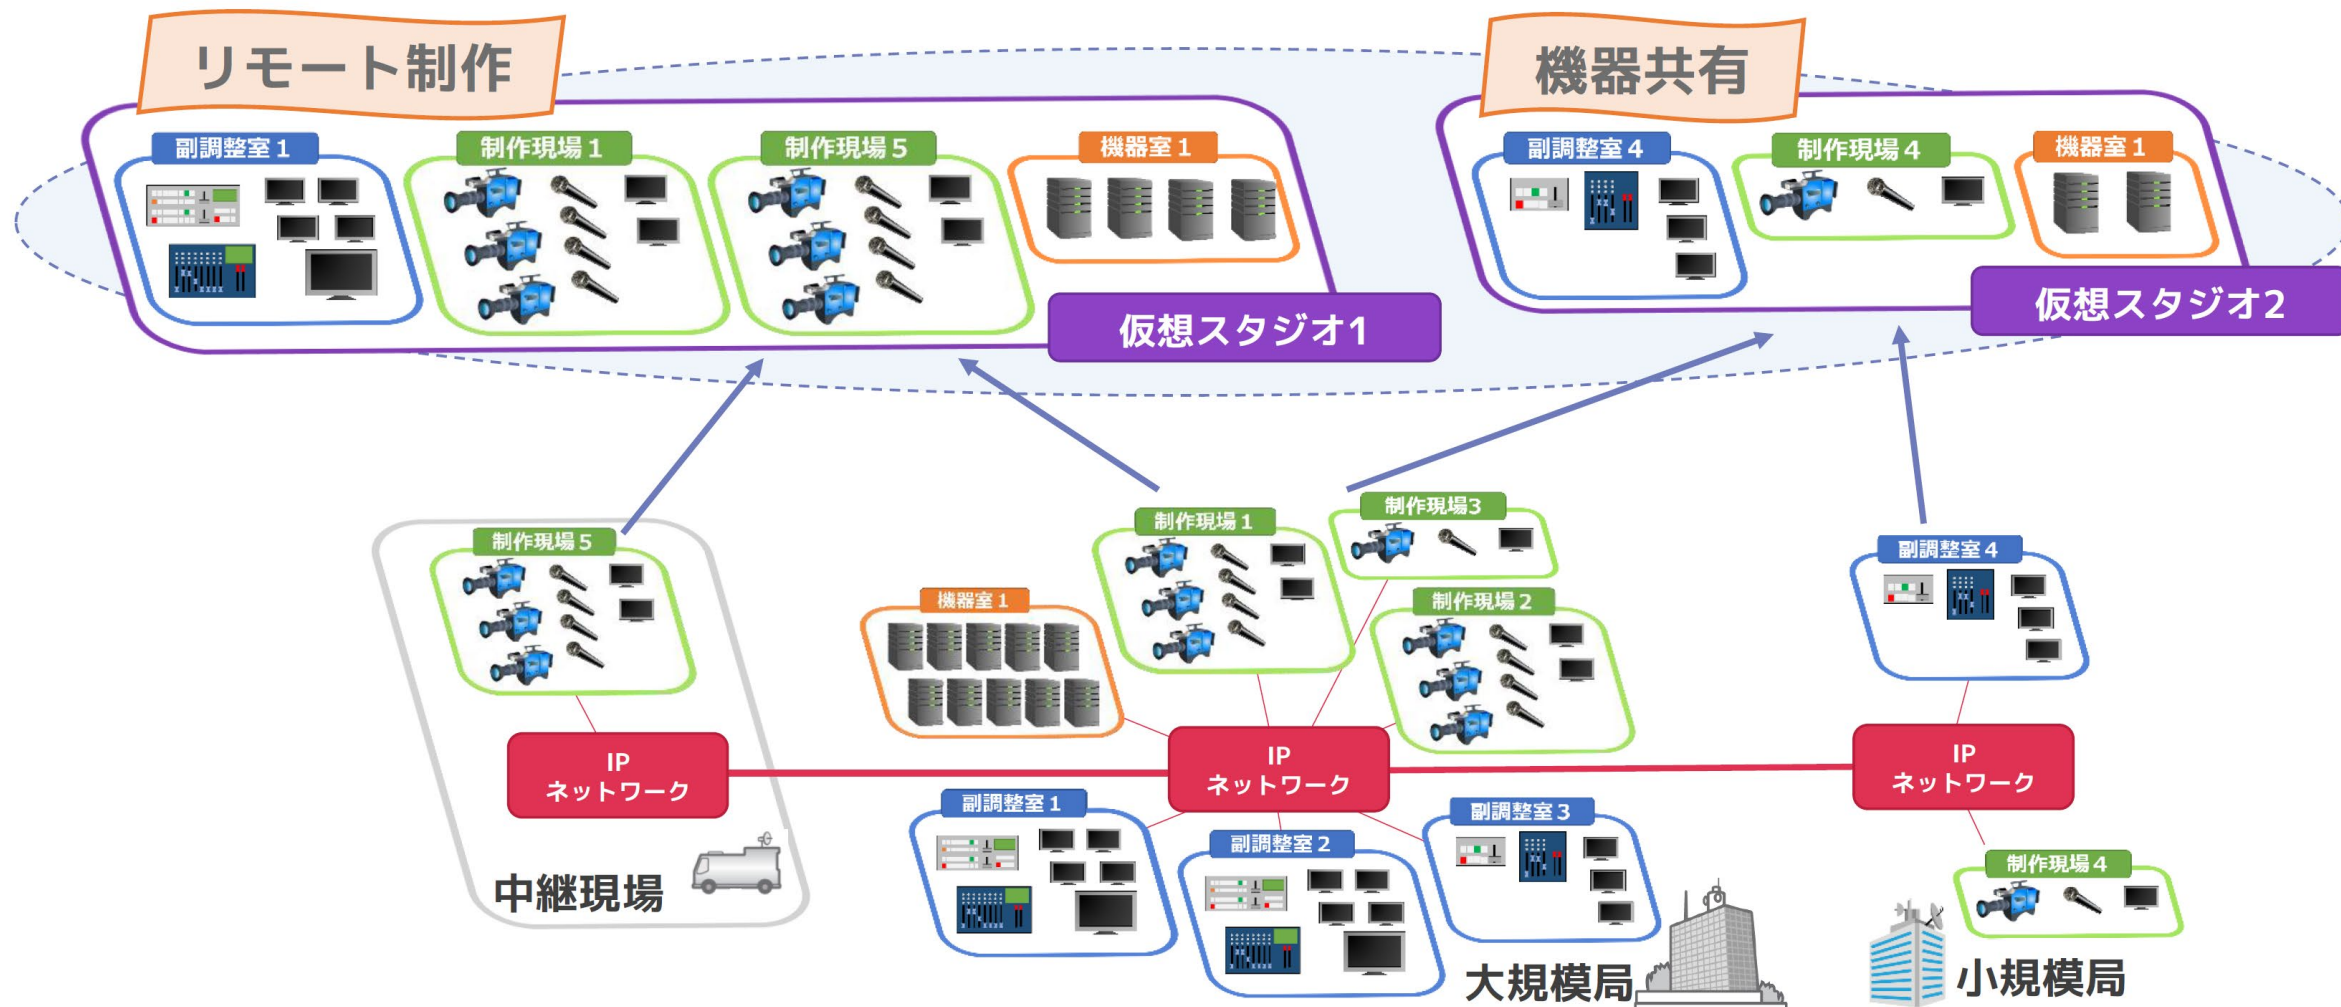 リモート制作
機器共有
副調整室1
制作現場1
制作現場5
機器室1
仮想スタジオ1
副調整室4
制作現場4
機器室1
仮想スタジオ2
制作現場5
IP
ネットワーク
中継現場
機器室1
制作現場1
制作現場3
制作現場2
IP
ネットワーク
副調整室1
副調整室2
副調整室3
大規模局
副調整室4
IP
ネットワーク
制作現場4
小規模局